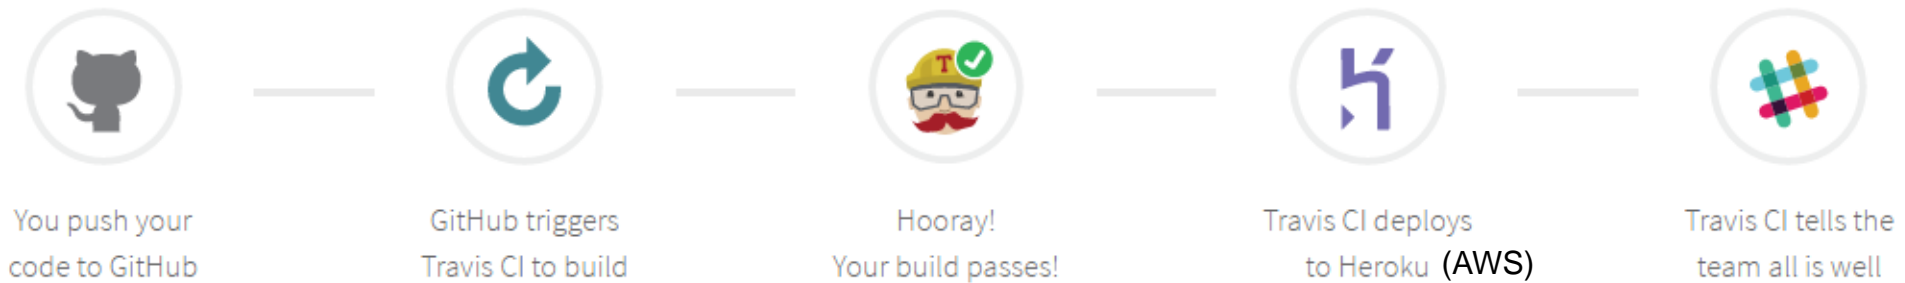 T
You push your
code to GitHub
GitHub triggers
Travis CI to build
Hooray!
Your build passes!
Travis CI deploys
to Heroku (AWS)
Travis CI tells the
team all is well